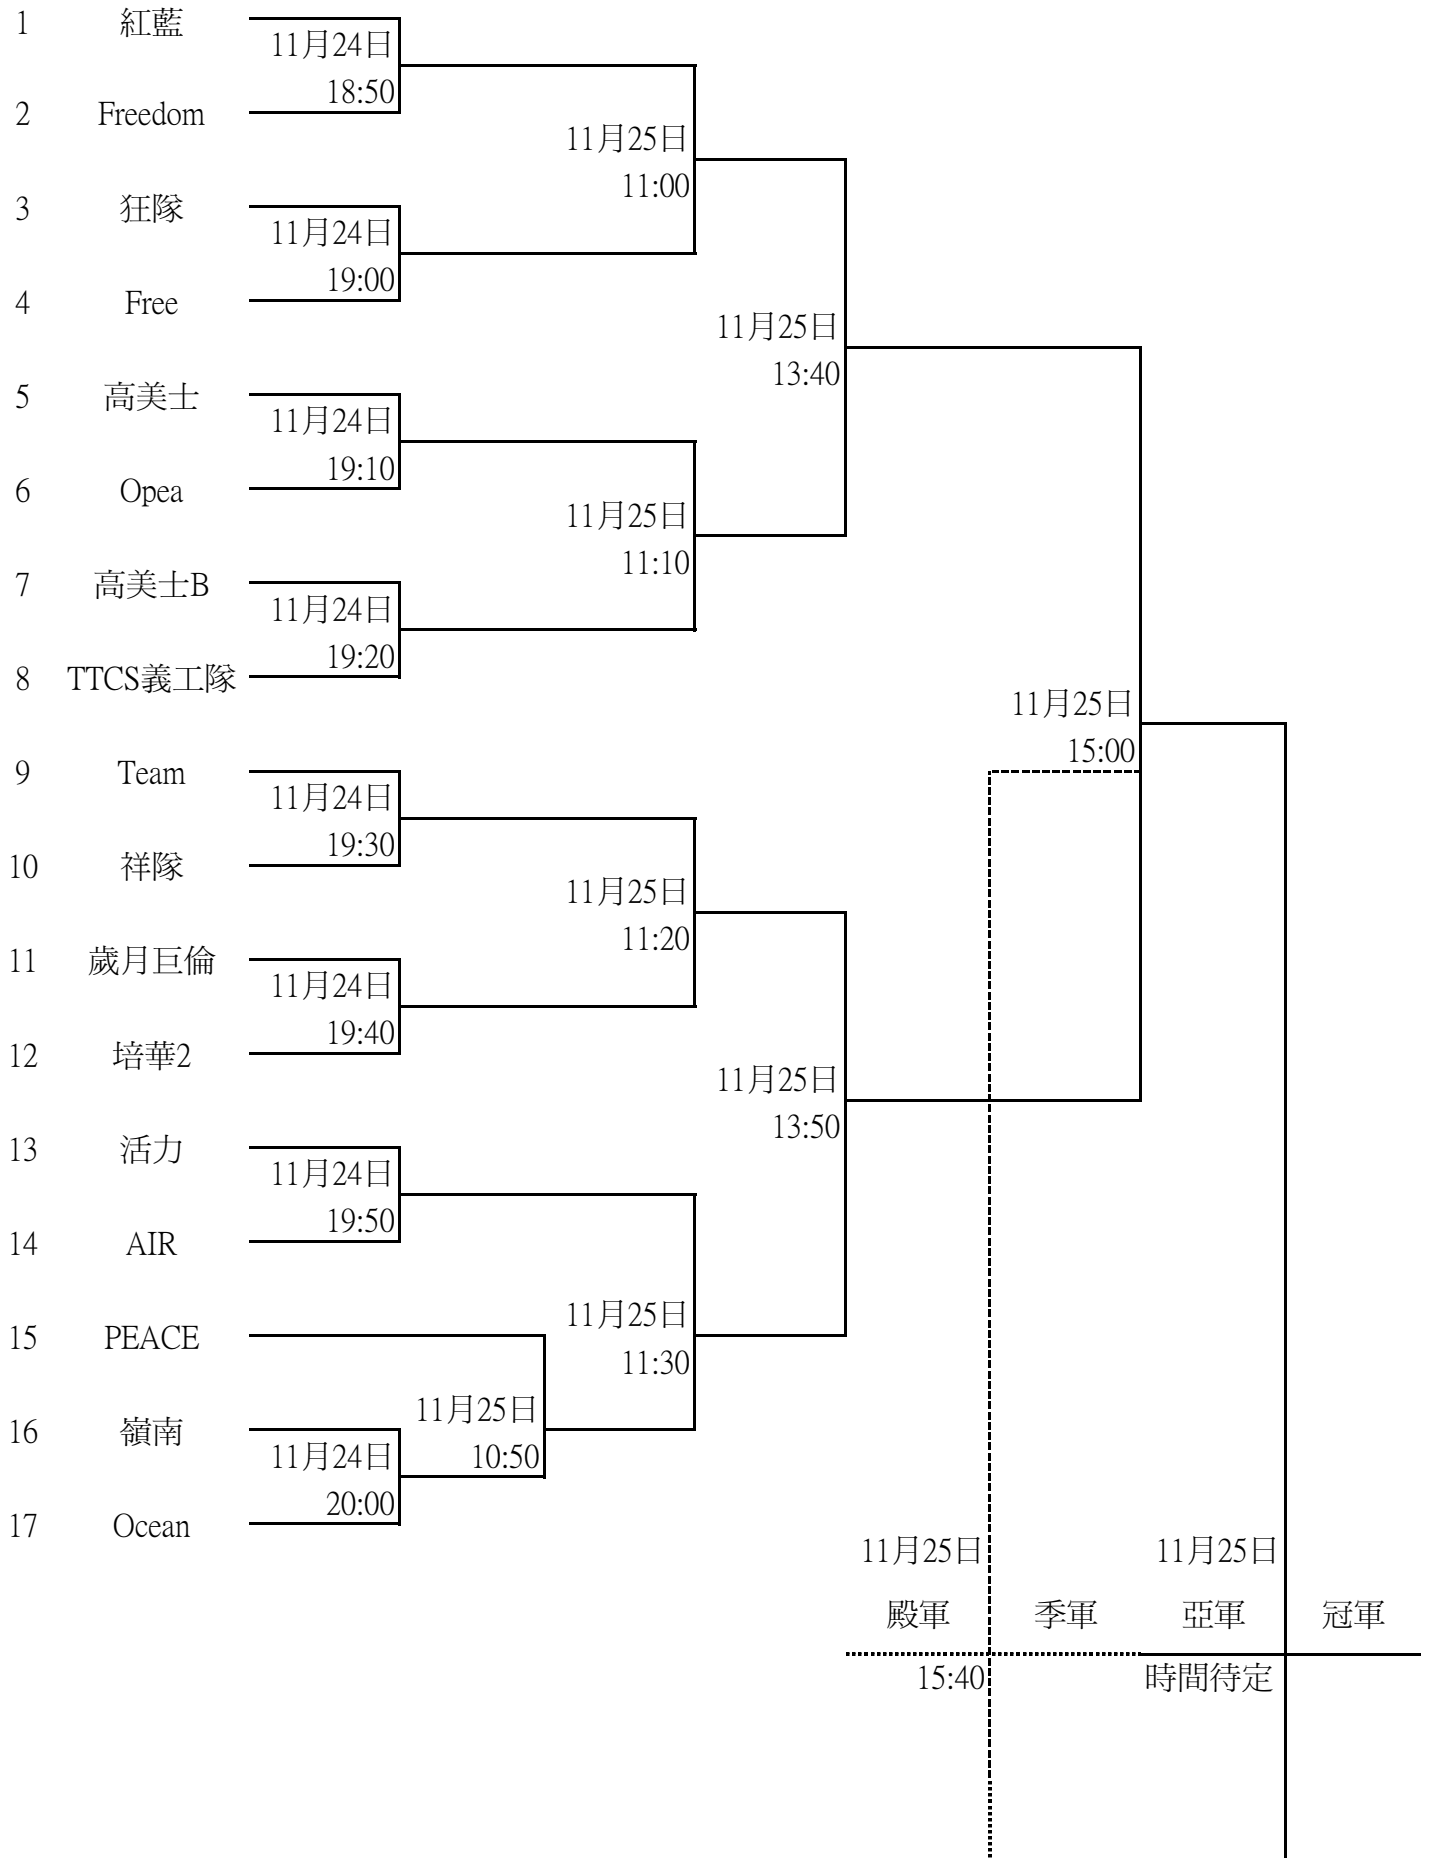 1 紅藍
11月24日
18:50
2 Freedom
11月25日
11:00
3 狂隊
11月24日
19:00
4 Free
11月25日
13:40
5 高美士
11月24日
19:10
6 Opea
11月25日
11:10
7 高美士B
11月24日
19:20
8 TTCS義工隊
11月25日
15:00
9 Team
11月24日
19:30
10 祥隊
11月25日
11:20
11 歲月巨倫
11月24日
19:40
12 培華2
11月25日
13:50
13 活力
11月24日
19:50
14 AIR
11月25日
11:30
15 PEACE
11月25日
10:50
16 嶺南
11月24日
20:00
17 Ocean
11月25日 11月25日
殿軍 季軍 亞軍 冠軍
15:40 時間待定